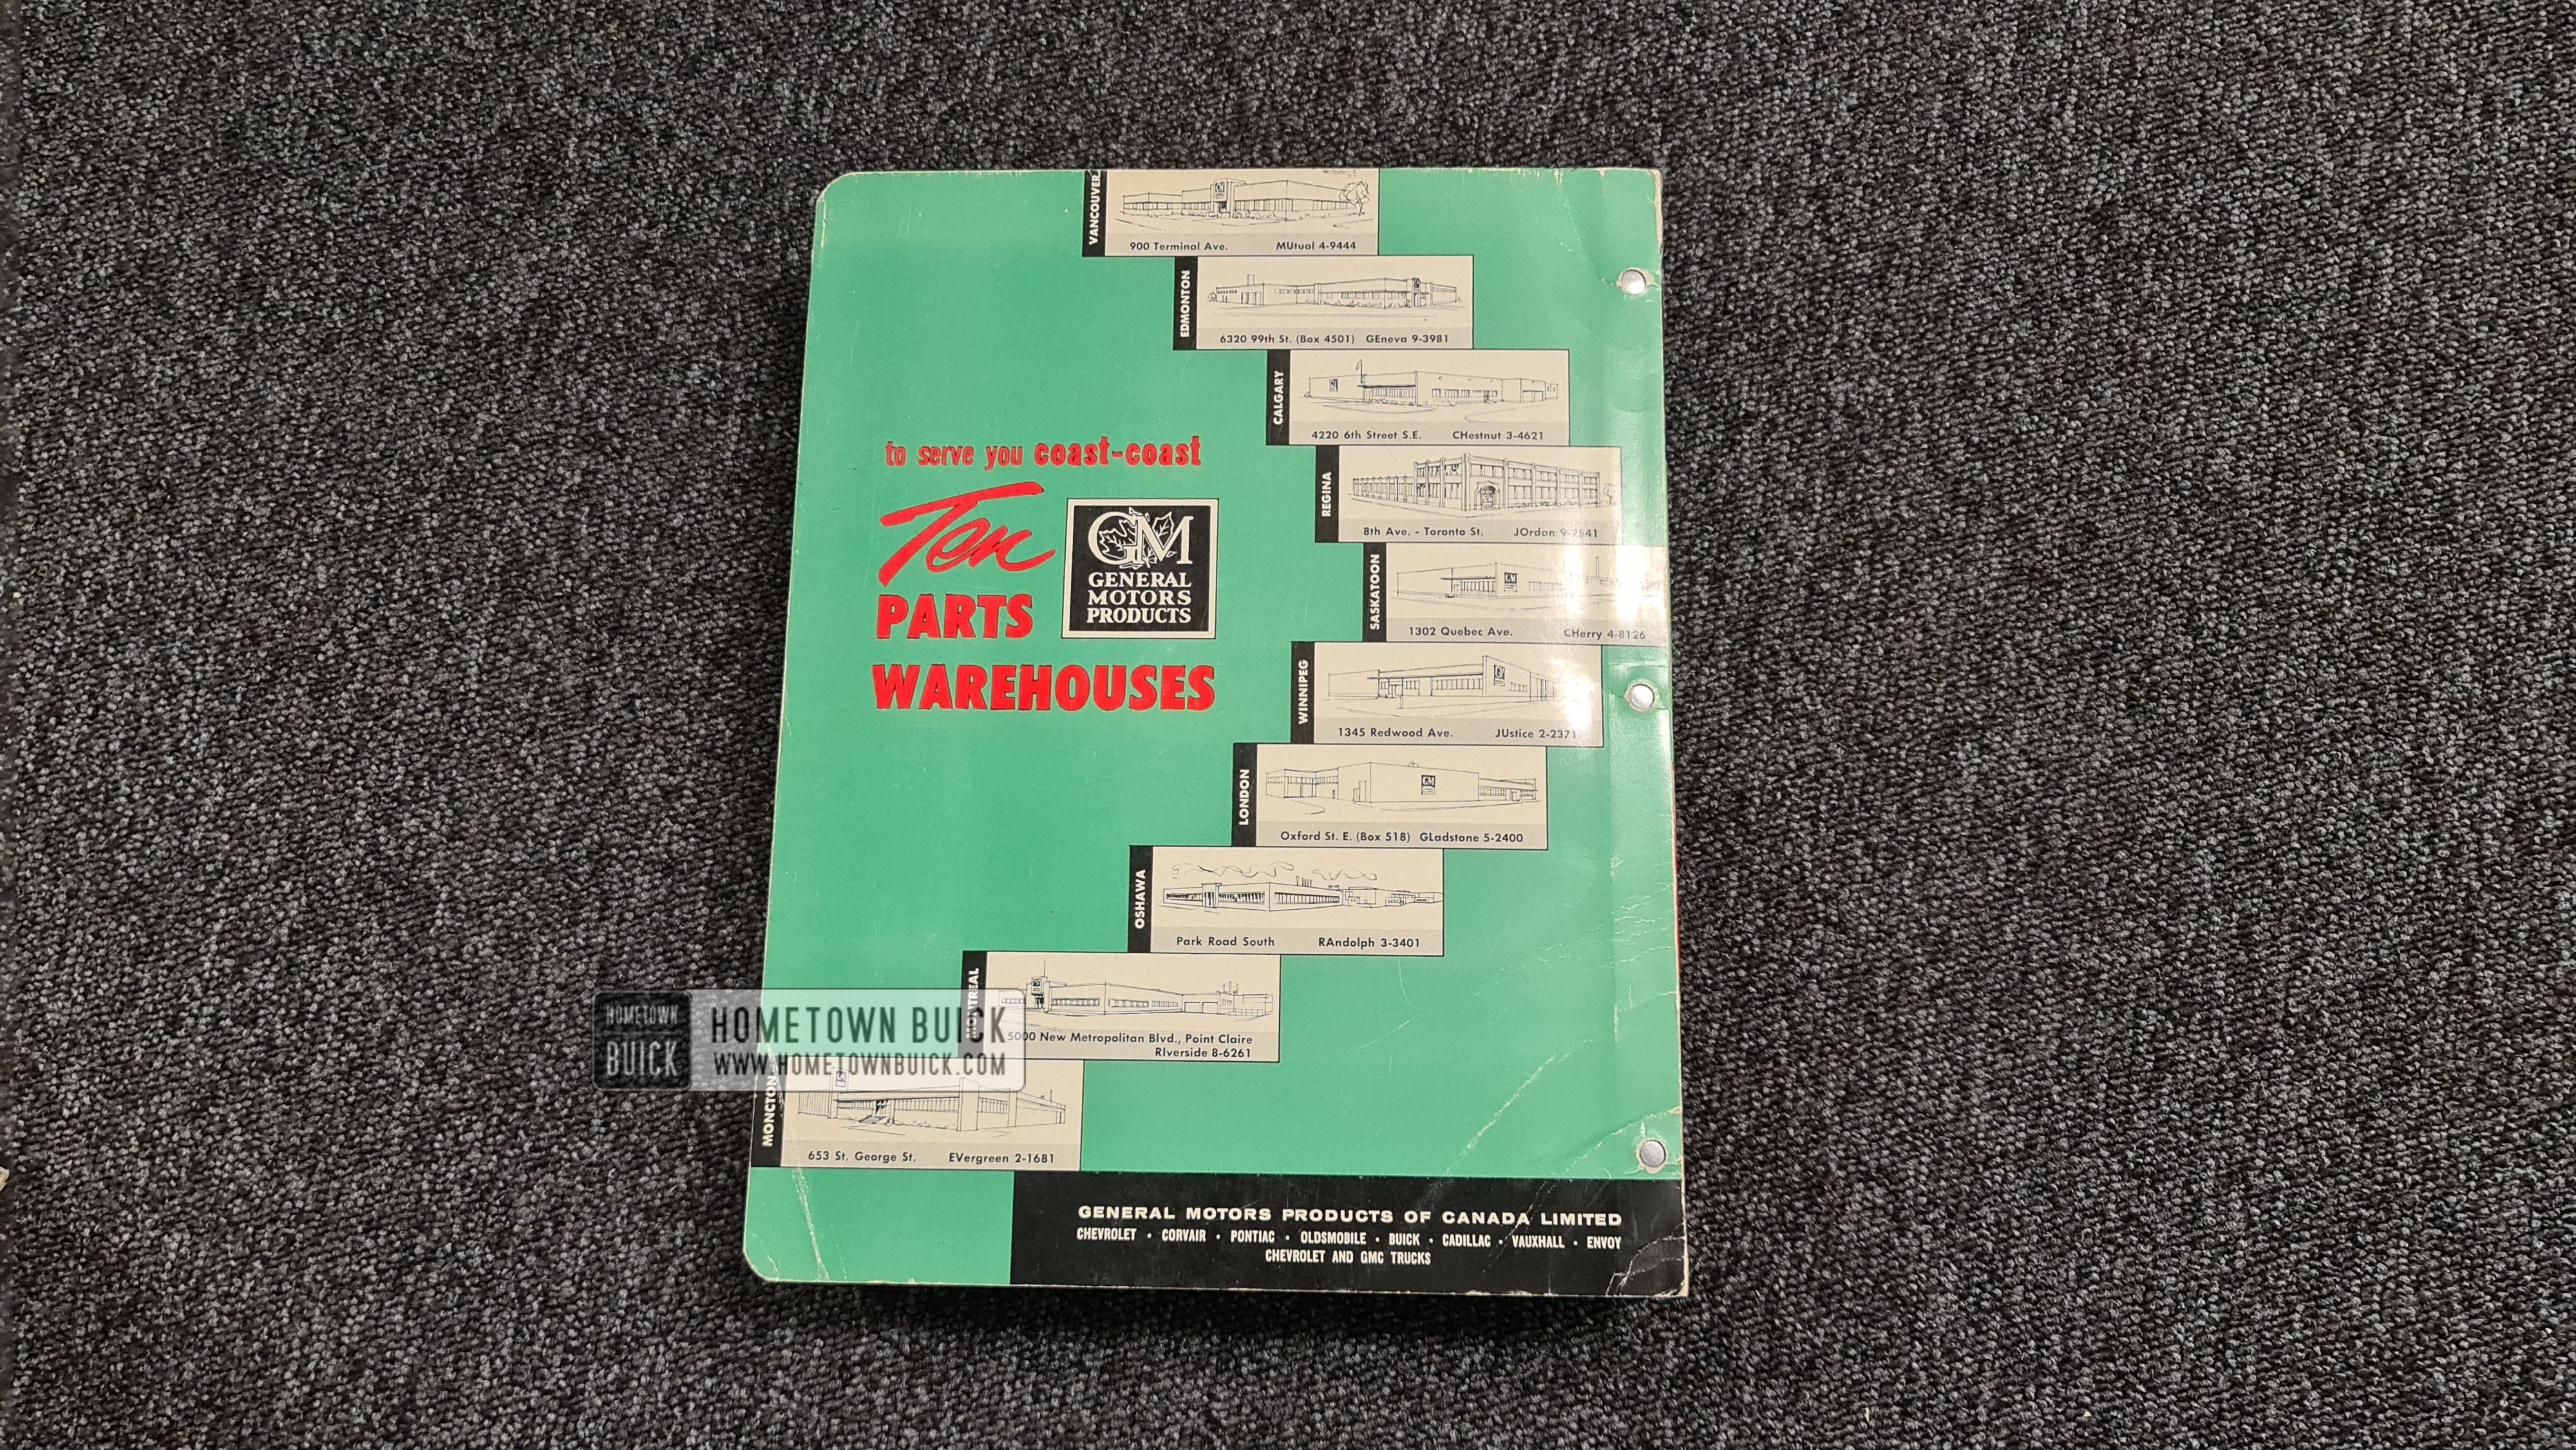 VANCOUVER
900 Terminal Ave. MUtual 4-9444
EDMONTON
6320 99th St. (Box 4501) GEneva 9-3981
CALGARY
4220 6th Street S.E. CHestnut 3-4621
to serve you coast-coast
Ten
PARTS
WAREHOUSES
GM
GENERAL
MOTORS
PRODUCTS
REGINA
8th Ave. - Toronto St. JOrdan 9-2541
SASKATOON
GM
1302 Quebec Ave. CHerry 4-8126
WINNIPEG
GM
1345 Redwood Ave. JUstice 2-2371
LONDON
GM
Oxford St. E. (Box 518) GLadstone 5-2400
OSHAWA
Park Road South RAndolph 3-3401
MONTREAL
5000 New Metropolitan Blvd., Point Claire
RIverside 8-6261
HOMETOWN
BUICK
HOMETOWN BUICK
WWW.HOMETOWNBUICK.COM
MONCTON
653 St. George St. EVergreen 2-1681
GENERAL MOTORS PRODUCTS OF CANADA LIMITED
CHEVROLET • CORVAIR • PONTIAC • OLDSMOBILE • BUICK • CADILLAC • VAUXHALL • ENVOY
CHEVROLET AND GMC TRUCKS